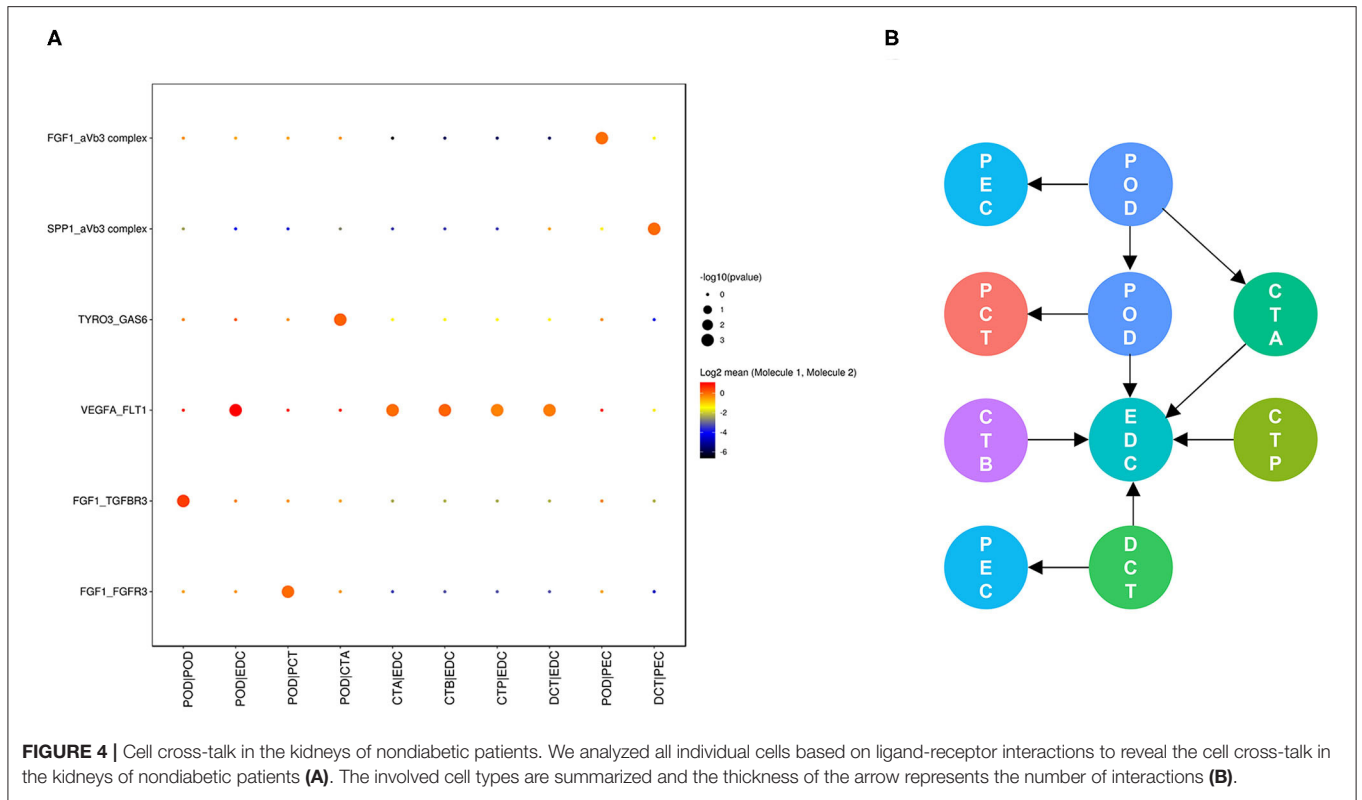 A
B
FGF1_aVb3 complex
SPP1_aVb3 complex
TYRO3_GAS6
VEGFA_FLT1
FGF1_TGFBR3
FGF1_FGFR3
POD|POD
POD|EDC
POD|PCT
POD|CTA
CTA|EDC
CTB|EDC
CTP|EDC
DCT|EDC
POD|PEC
DCT|PEC
-log10(pvalue)
0
1
2
3
Log2 mean (Molecule 1, Molecule 2)
0
-2
-4
-6
PEC
POD
PCT
POD
CTA
CTB
EDC
CTP
PEC
DCT
FIGURE 4 | Cell cross-talk in the kidneys of nondiabetic patients. We analyzed all individual cells based on ligand-receptor interactions to reveal the cell cross-talk in
the kidneys of nondiabetic patients (A). The involved cell types are summarized and the thickness of the arrow represents the number of interactions (B).